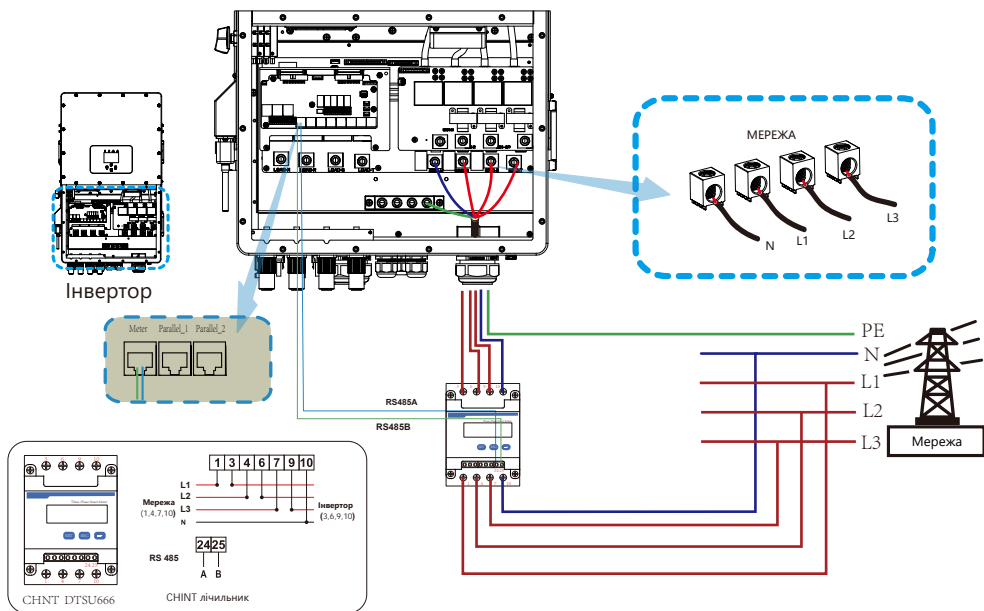 МЕРЕЖА
N
L1
L2
L3
Інвертор
Meter Parallel_1 Parallel_2
RS485A
RS485B
PE
N
L1
L2
L3
Мережа
1 3 4 6 7 9 10
L1
L2
L3
N
Мережа
(1,4,7,10)
Інвертор
(3,6,9,10)
24 25
RS 485
A B
CHNT DTSU666
CHINT лічильник